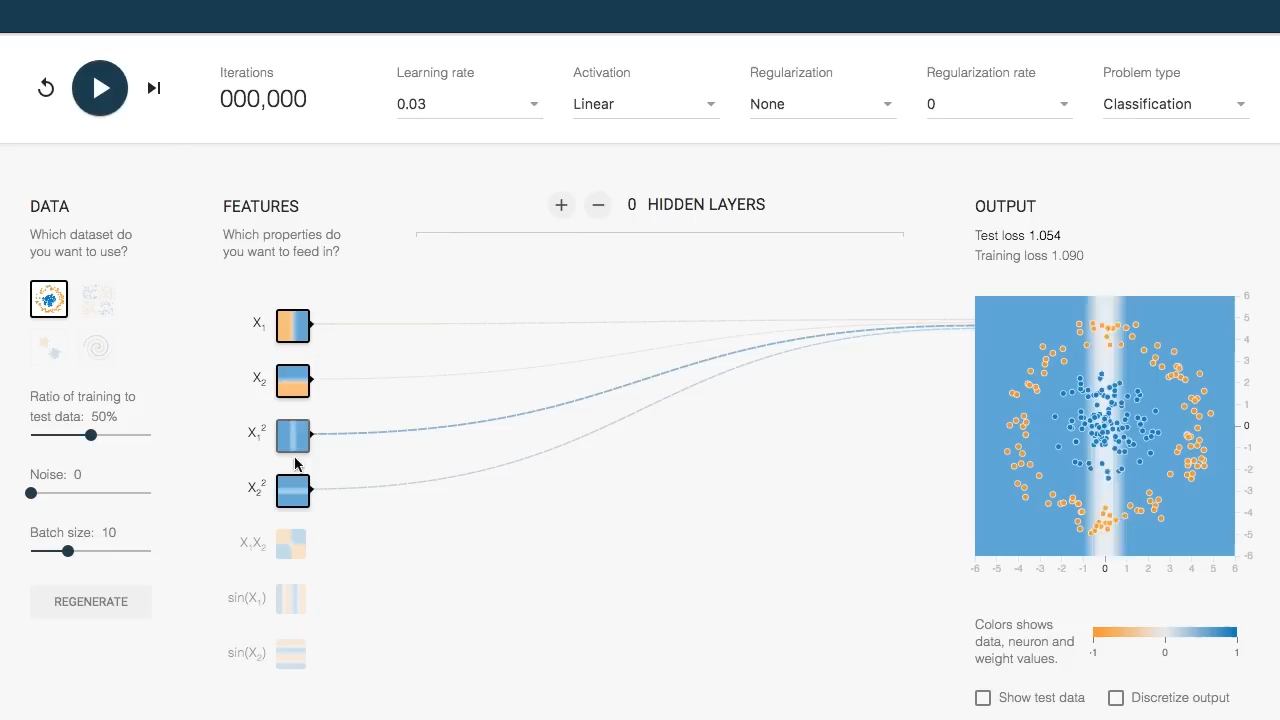 Iterations
000,000
Learning rate
0.03
Activation
Linear
Regularization
None
Regularization rate
0
Problem type
Classification
DATA
Which dataset do
you want to use?
Ratio of training to
test data: 50%
Noise: 0
Batch size: 10
REGENERATE
FEATURES
Which properties do
you want to feed in?
X₁
X₂
X₁²
X₂²
X₁X₂
sin(X₁)
sin(X₂)
+ − 0 HIDDEN LAYERS
OUTPUT
Test loss 1.054
Training loss 1.090
6
5
4
3
2
1
0
-1
-2
-3
-4
-5
-6
-6 -5 -4 -3 -2 -1 0 1 2 3 4 5 6
Colors shows
data, neuron and
weight values.
-1 0 1
Show test data
Discretize output